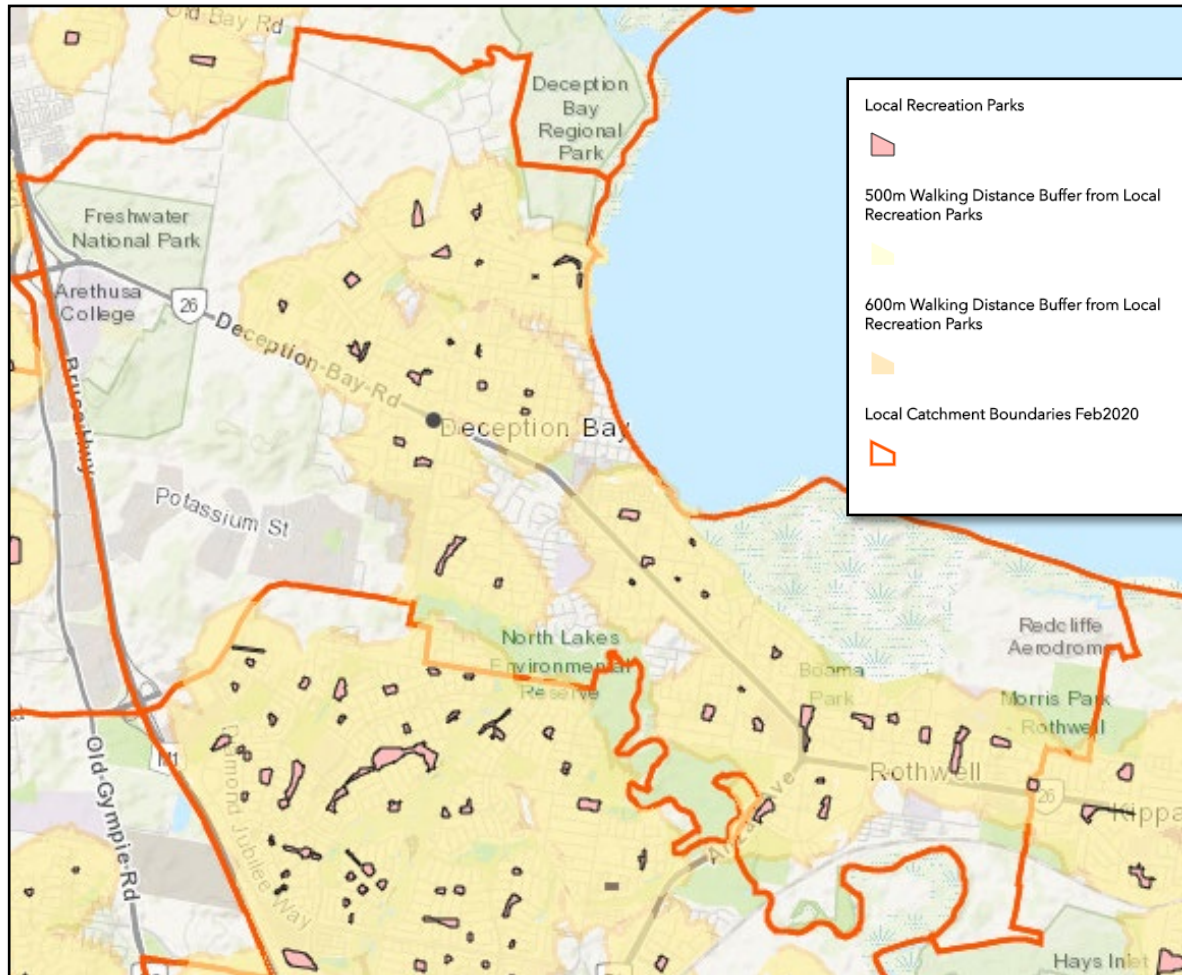 Old Bay Rd
Deception
Bay
Regional
Park
Local Recreation Parks
500m Walking Distance Buffer from Local
Recreation Parks
600m Walking Distance Buffer from Local
Recreation Parks
Local Catchment Boundaries Feb2020
Freshwater
National Park
Arethusa
College
26
Deception-Bay-Rd
Bruce Hwy
Deception Bay
Potassium St
North Lakes
Environmental
Reserve
Redcliffe
Aerodrom
Boama
Park
Morris Park
Rothwell
M1
Old-Gympie-Rd
Diamond Jubilee Way
Anzac Ave
Rothwell
26
Kippa
Hays Inlet